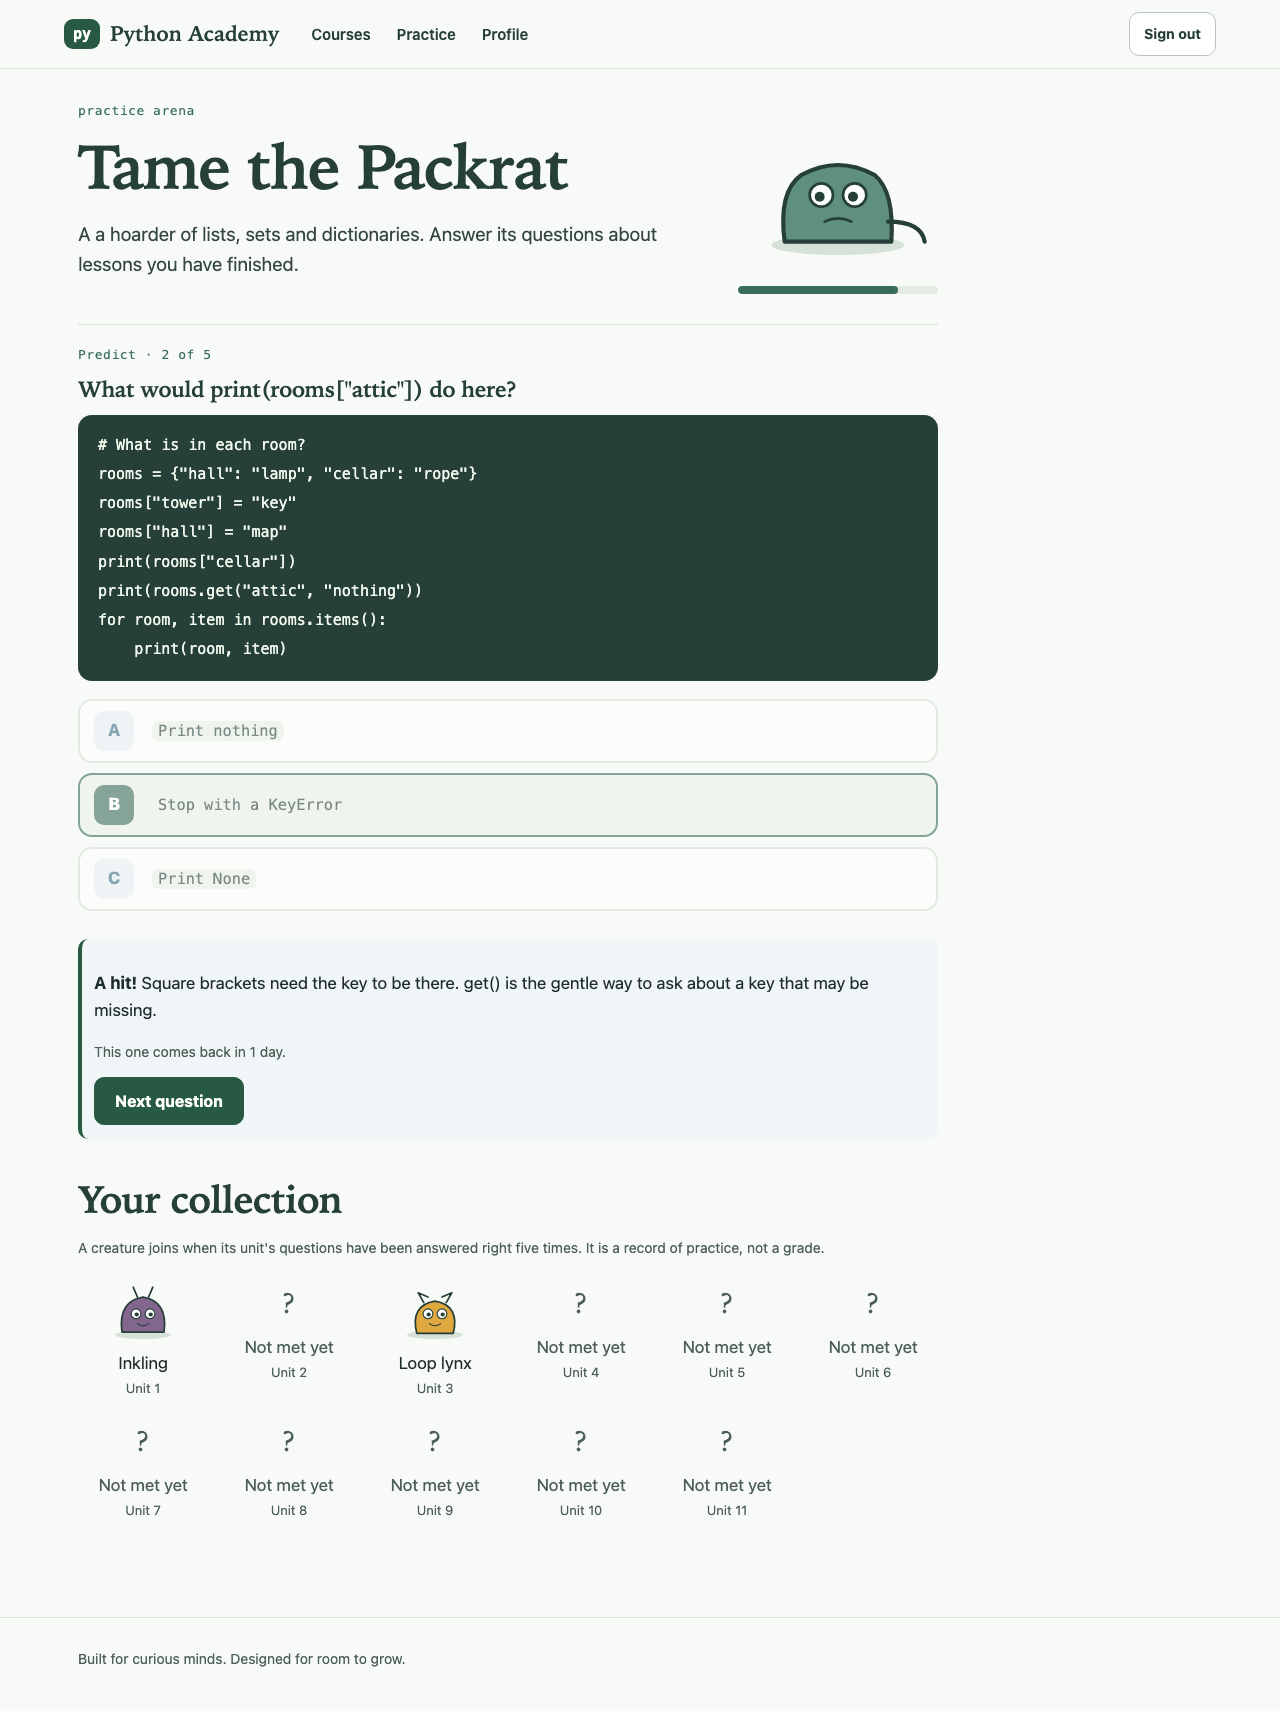 py Python Academy Courses Practice Profile Sign out
practice arena
Tame the Packrat
A a hoarder of lists, sets and dictionaries. Answer its questions about
lessons you have finished.
Predict · 2 of 5
What would print(rooms["attic"]) do here?
# What is in each room?
rooms = {"hall": "lamp", "cellar": "rope"}
rooms["tower"] = "key"
rooms["hall"] = "map"
print(rooms["cellar"])
print(rooms.get("attic", "nothing"))
for room, item in rooms.items():
    print(room, item)
A Print nothing
B Stop with a KeyError
C Print None
A hit! Square brackets need the key to be there. get() is the gentle way to ask about a key that may be
missing.
This one comes back in 1 day.
Next question
Your collection
A creature joins when its unit's questions have been answered right five times. It is a record of practice, not a grade.
? ? ? ? 
Inkling Not met yet Loop lynx Not met yet Not met yet Not met yet
Unit 1 Unit 2 Unit 3 Unit 4 Unit 5 Unit 6
? ? ? ? ?
Not met yet Not met yet Not met yet Not met yet Not met yet
Unit 7 Unit 8 Unit 9 Unit 10 Unit 11
Built for curious minds. Designed for room to grow.